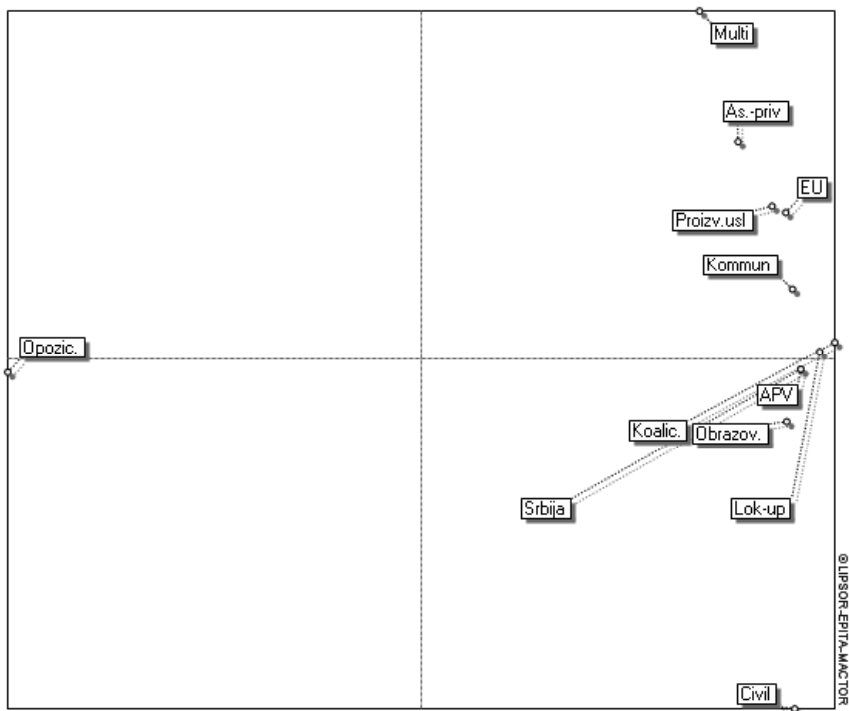 Multi
As.-priv
EU
Proizv.usl
Kommun
Opozic.
APV
Koalic.
Obrazov.
Srbija
Lok-up
Civil
© LIPSOR-EPITA-MACTOR